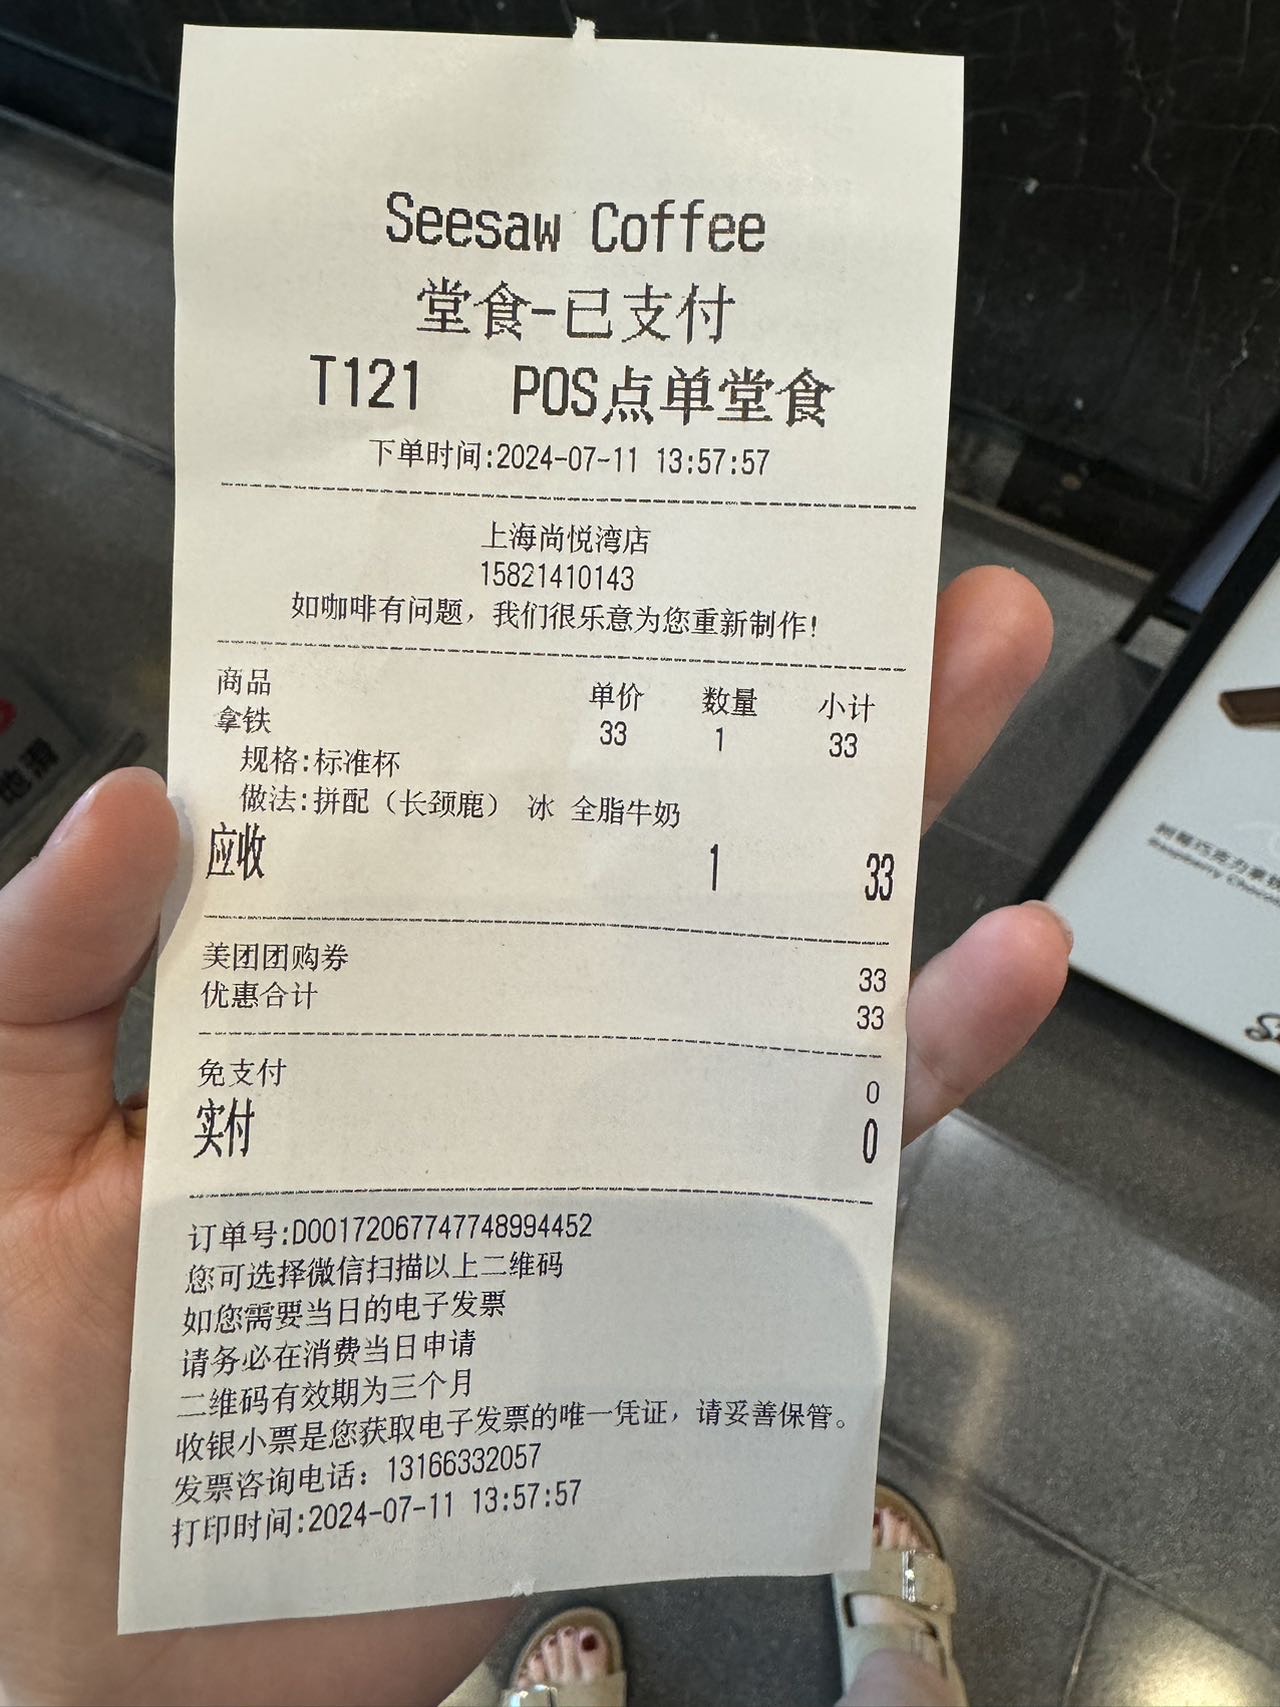 Seesaw Coffee
堂食-已支付
T121 POS点单堂食
下单时间:2024-07-11 13:57:57
上海尚悦湾店
15821410143
如咖啡有问题，我们很乐意为您重新制作!
商品 单价 数量 小计
拿铁 33 1 33
规格:标准杯
做法:拼配（长颈鹿） 冰 全脂牛奶
应收 1 33
美团团购券 33
优惠合计 33
免支付 0
实付 0
订单号:D00172067747748994452
您可选择微信扫描以上二维码
如您需要当日的电子发票
请务必在消费当日申请
二维码有效期为三个月
收银小票是您获取电子发票的唯一凭证，请妥善保管。
发票咨询电话：13166332057
打印时间:2024-07-11 13:57:57
地滑